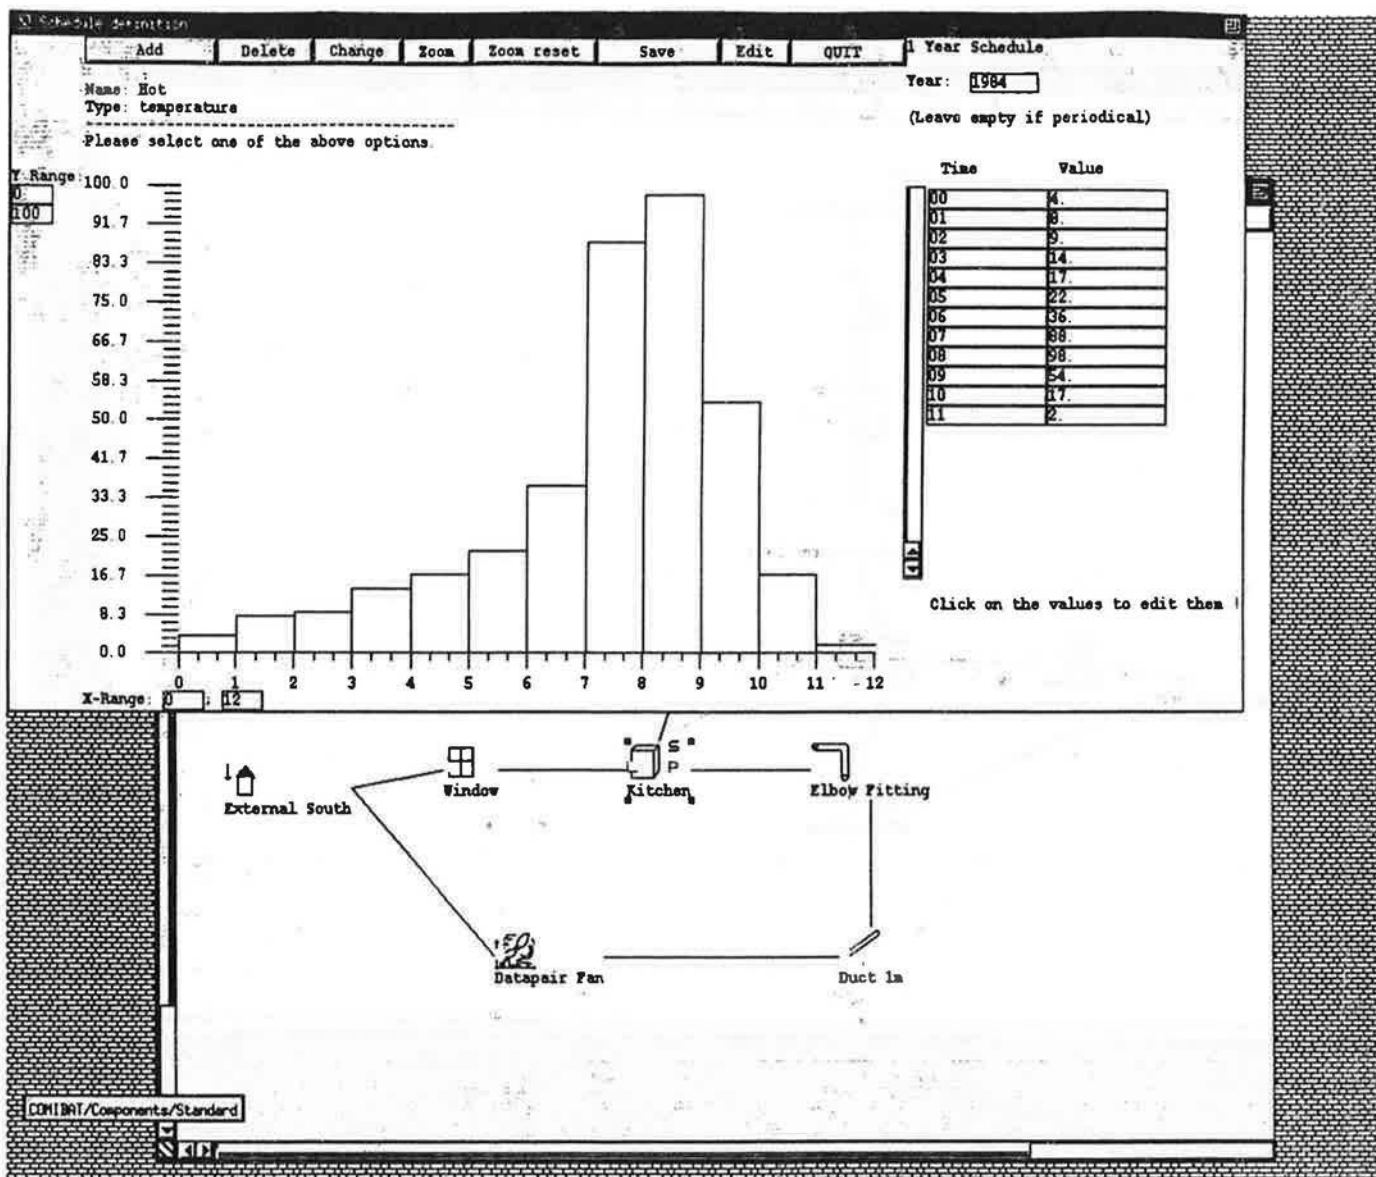 Schedule definition
Add Delete Change Zoom Zoom reset Save Edit QUIT
1 Year Schedule
Year: 1984
(Leave empty if periodical)
Name: Hot
Type: temperature
Please select one of the above options.
Y Range:
0
100
100.0
91.7
83.3
75.0
66.7
58.3
50.0
41.7
33.3
25.0
16.7
8.3
0.0
0 1 2 3 4 5 6 7 8 9 10 11 12
X-Range: 0 : 12
Time Value
00 4.
01 8.
02 9.
03 14.
04 17.
05 22.
06 36.
07 88.
08 98.
09 54.
10 17.
11 2.
Click on the values to edit them !
External South
Window
S
P
Kitchen
Elbow Fitting
Datapair Fan
Duct 1m
COMIBAT/Components/Standard